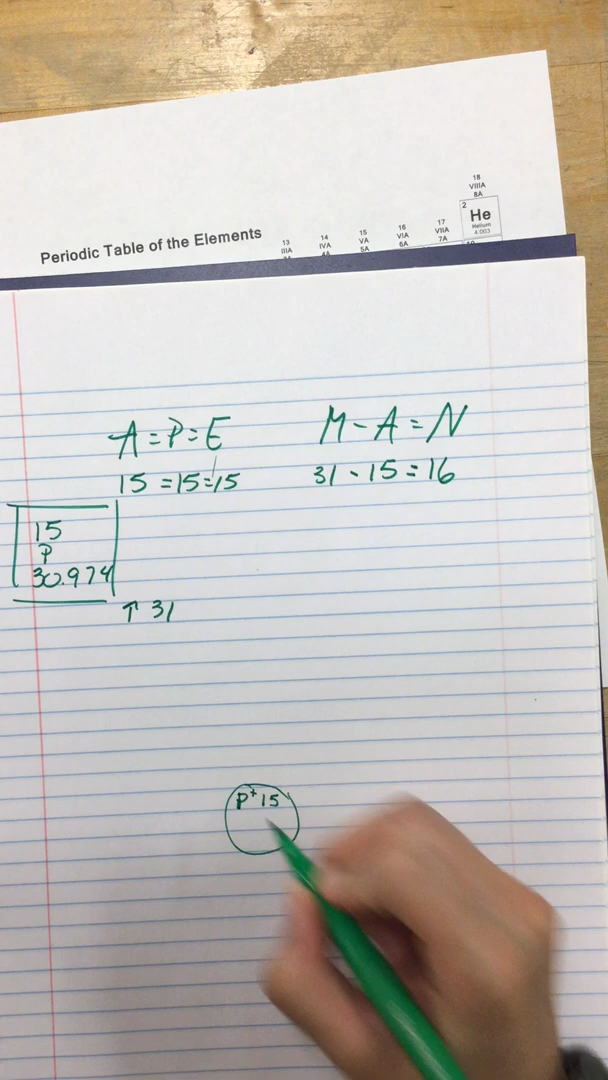 18
VIIIA
8A
2
He
Helium
4.003
17
VIIA
7A
16
VIA
6A
15
VA
5A
14
IVA
13
IIIA
Periodic Table of the Elements
A=P=E
M-A=N
15=15=15
31-15=16
15
P
30.974
↑31
P+15